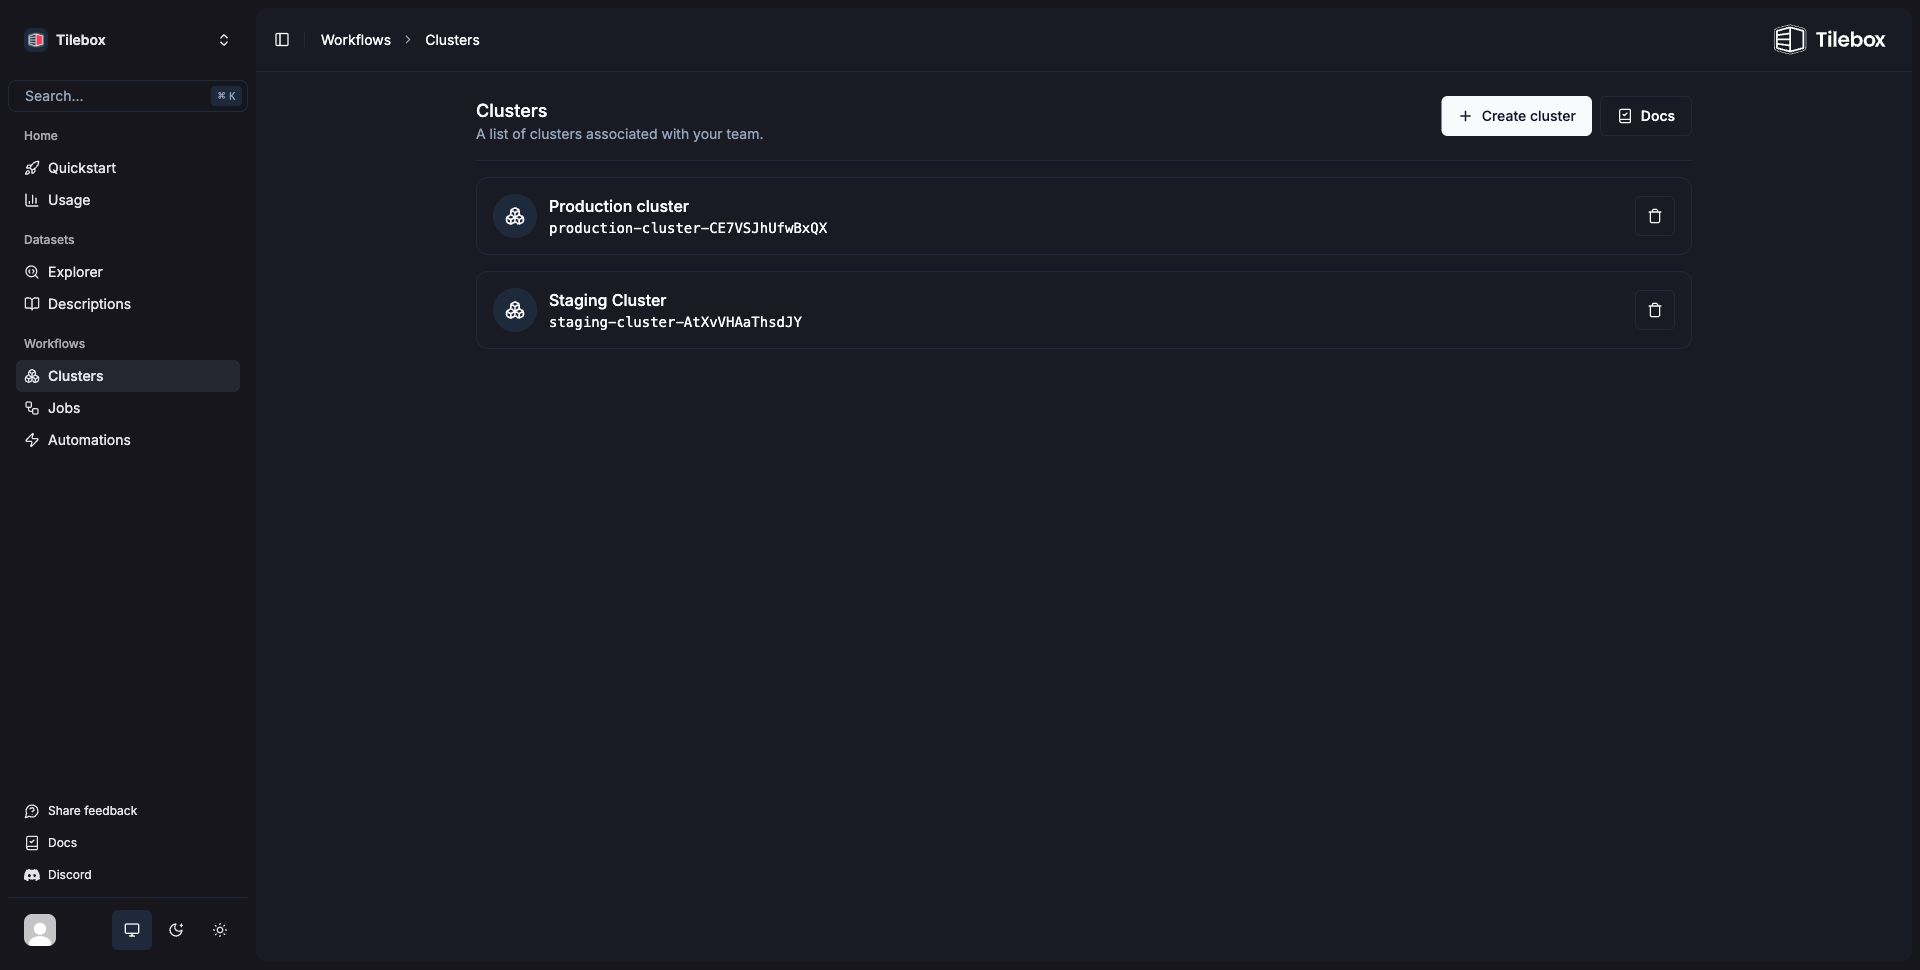 Tilebox
Search...
⌘ K
Home
Quickstart
Usage
Datasets
Explorer
Descriptions
Workflows
Clusters
Jobs
Automations
Share feedback
Docs
Discord
Workflows > Clusters
Tilebox
Clusters
A list of clusters associated with your team.
+ Create cluster
Docs
Production cluster
production-cluster-CE7VSJhUfwBxQX
Staging Cluster
staging-cluster-AtXvVHAaThsdJY